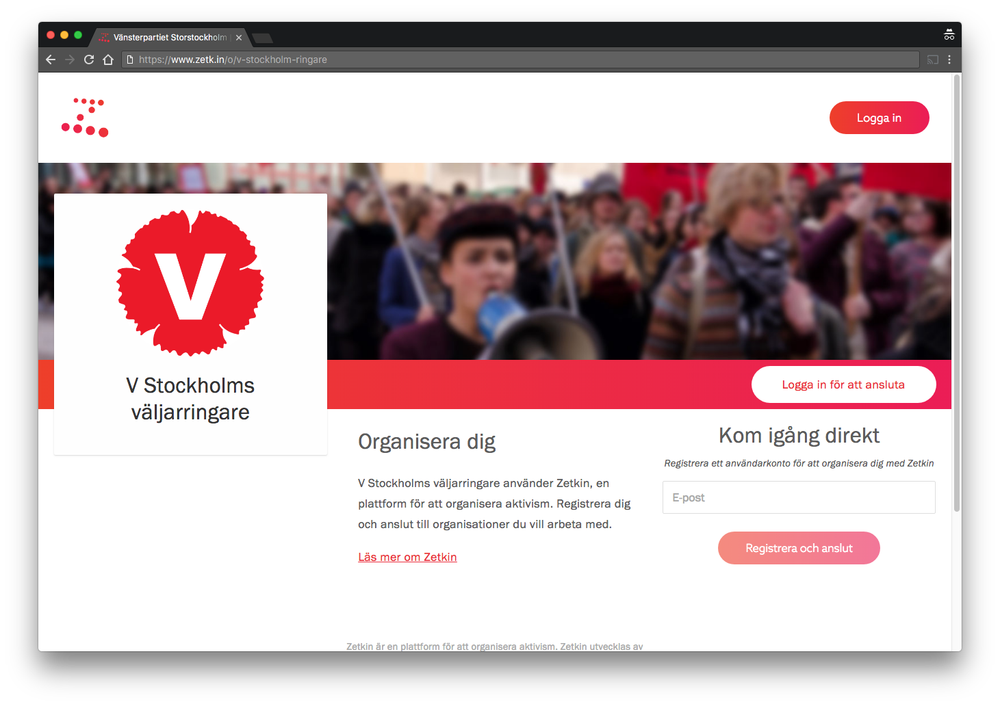 Vänsterpartiet Storstockholm
https://www.zetk.in/o/v-stockholm-ringare
Logga in
V
V Stockholms
väljarringare
Logga in för att ansluta
Organisera dig
V Stockholms väljarringare använder Zetkin, en
plattform för att organisera aktivism. Registrera dig
och anslut till organisationer du vill arbeta med.
Läs mer om Zetkin
Kom igång direkt
Registrera ett användarkonto för att organisera dig med Zetkin
E-post
Registrera och anslut
Zetkin är en plattform för att organisera aktivism. Zetkin utvecklas av